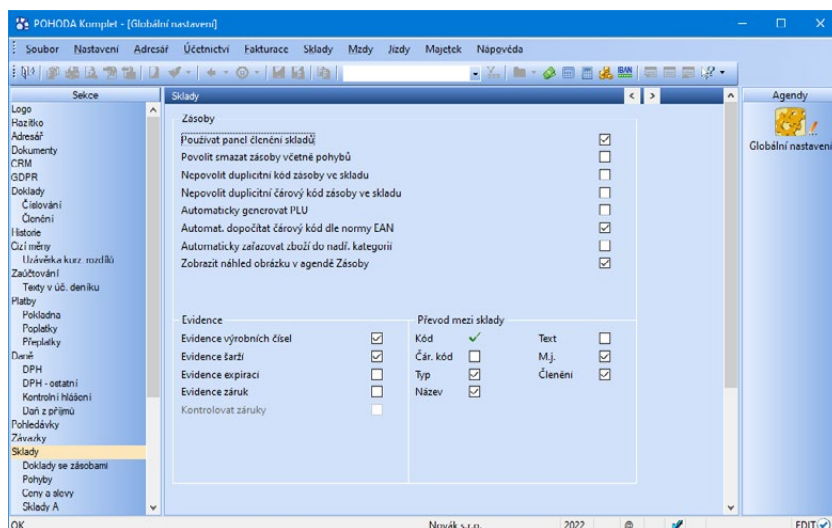 POHODA Komplet - [Globální nastavení]
Soubor Nastavení Adresář Účetnictví Fakturace Sklady Mzdy Jízdy Majetek Nápověda
IBAN
Sekce
Logo
Razítko
Adresář
Dokumenty
CRM
GDPR
Doklady
Číslování
Členění
Historie
Cizí měny
Uzávěrka kurz. rozdílů
Zaúčtování
Texty v úč. deníku
Platby
Pokladna
Poplatky
Přeplatky
Daně
DPH
DPH - ostatní
Kontrolní hlášení
Daň z příjmů
Pohledávky
Závazky
Sklady
Doklady se zásobami
Pohyby
Ceny a slevy
Sklady A
Sklady
Zásoby
Používat panel členění skladů
Povolit smazat zásoby včetně pohybů
Nepovolit duplicitní kód zásoby ve skladu
Nepovolit duplicitní čárový kód zásoby ve skladu
Automaticky generovat PLU
Automat. dopočítat čárový kód dle normy EAN
Automaticky zařazovat zboží do nadř. kategorií
Zobrazit náhled obrázku v agendě Zásoby
Evidence
Evidence výrobních čísel
Evidence šarží
Evidence expirací
Evidence záruk
Kontrolovat záruky
Převod mezi sklady
Kód Text
Čár. kód M.j.
Typ Členění
Název
Agendy
Globální nastavení
OK Novák s.r.o. 2022 @ EDIT